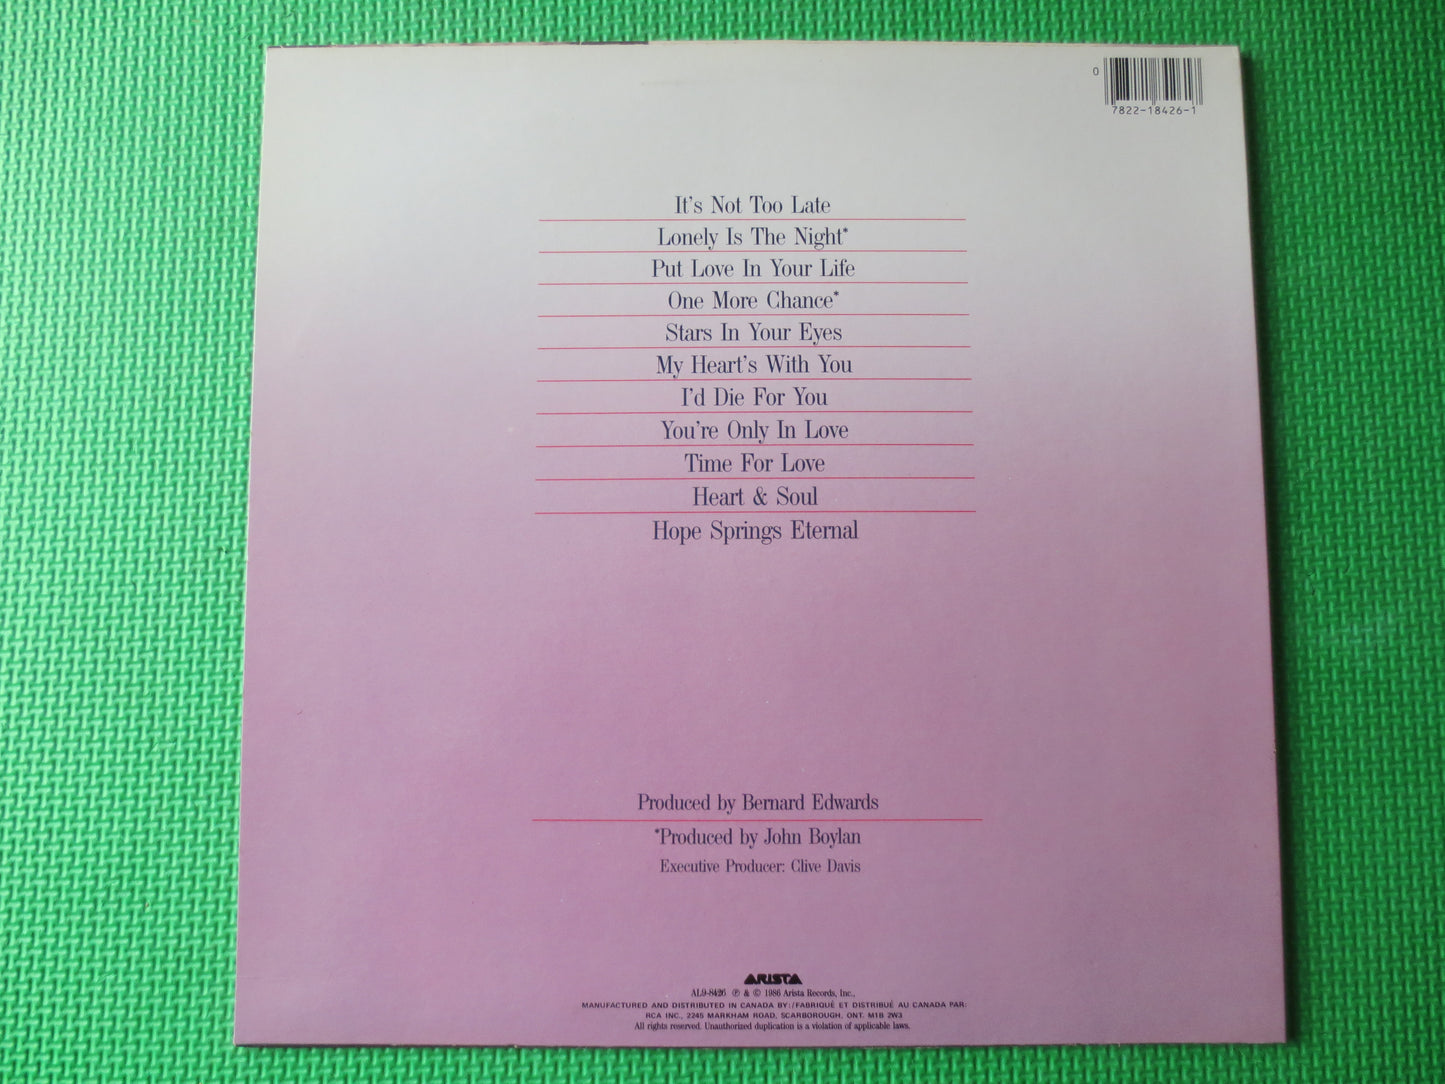 0
7822-18426-1
It's Not Too Late
Lonely Is The Night*
Put Love In Your Life
One More Chance*
Stars In Your Eyes
My Heart's With You
I'd Die For You
You're Only In Love
Time For Love
Heart & Soul
Hope Springs Eternal
Produced by Bernard Edwards
*Produced by John Boylan
Executive Producer: Clive Davis
ARISTA
AL9-8426 ℗ & © 1986 Arista Records, Inc.,
MANUFACTURED AND DISTRIBUTED IN CANADA BY:/FABRIQUÉ ET DISTRIBUÉ AU CANADA PAR:
RCA INC., 2245 MARKHAM ROAD, SCARBOROUGH, ONT. M1B 2W3
All rights reserved. Unauthorized duplication is a violation of applicable laws.